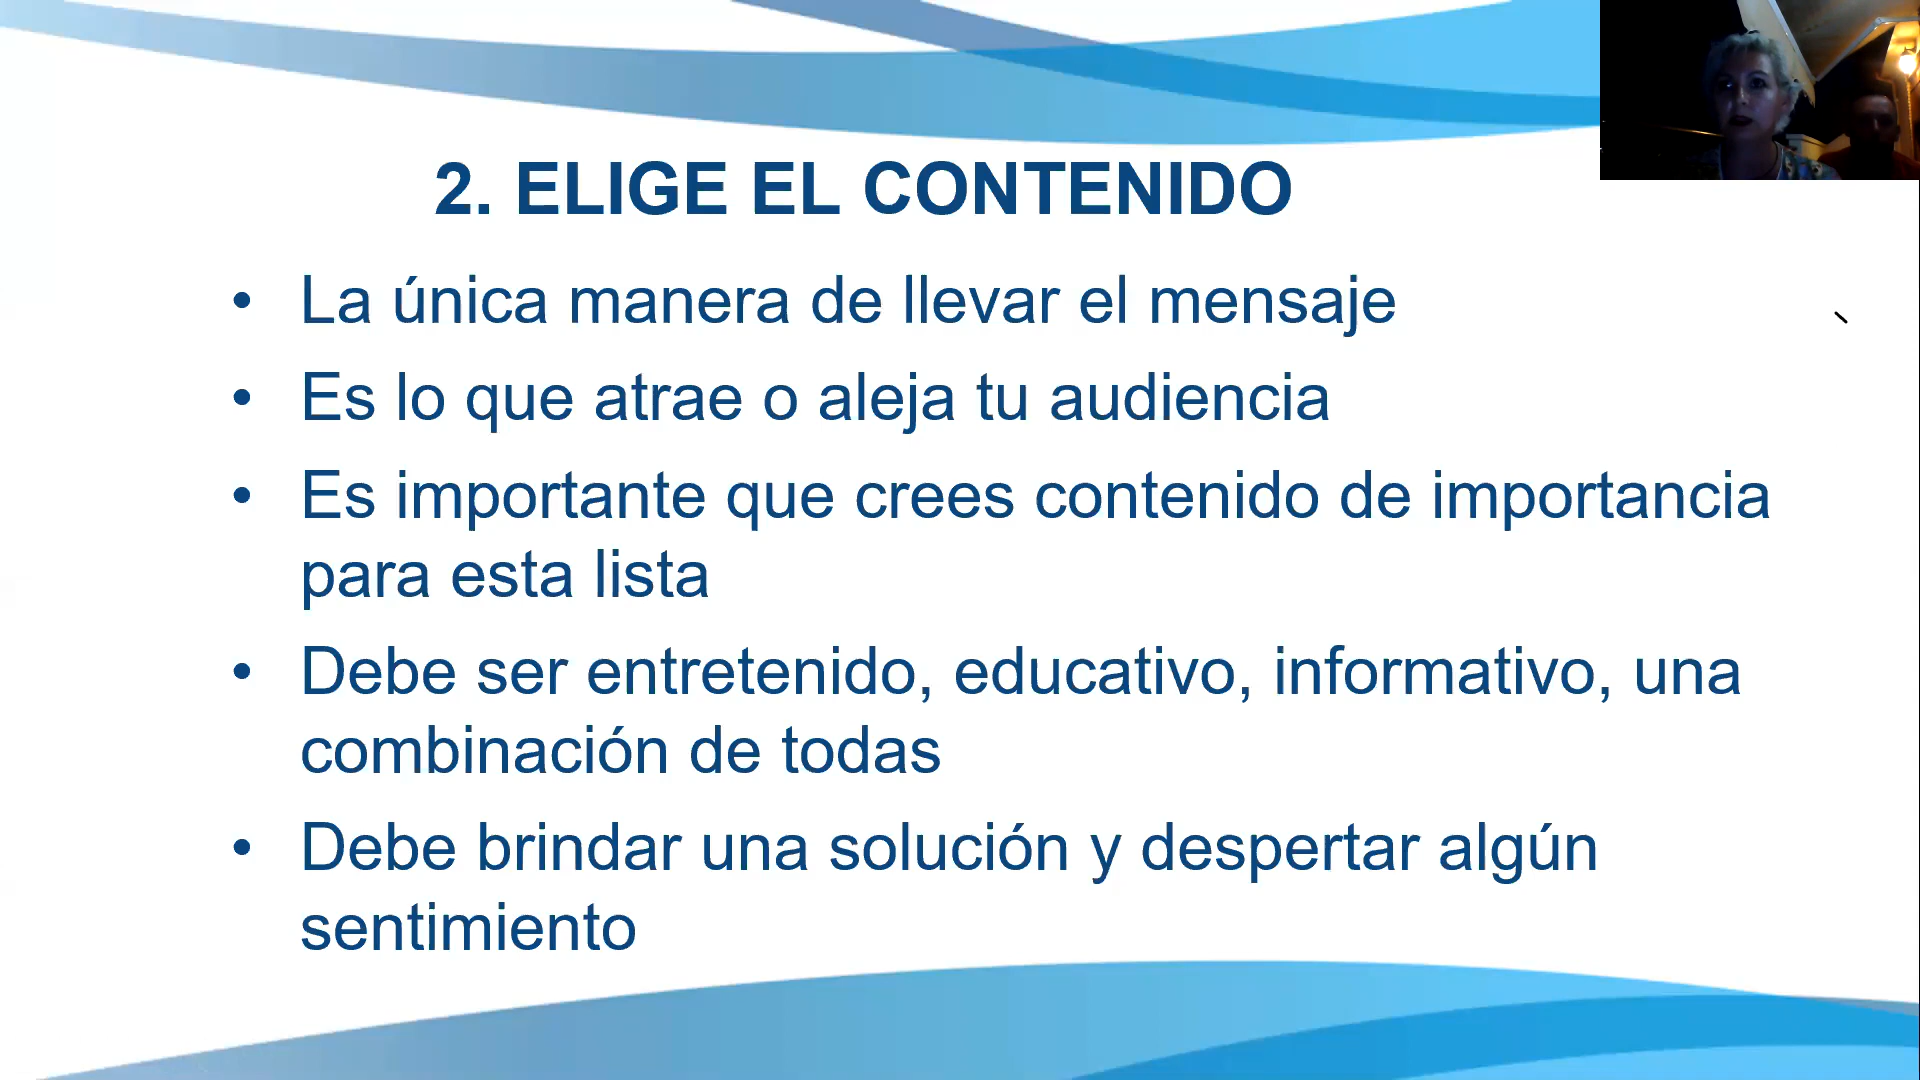 2. ELIGE EL CONTENIDO
• La única manera de llevar el mensaje
• Es lo que atrae o aleja tu audiencia
• Es importante que crees contenido de importancia
para esta lista
• Debe ser entretenido, educativo, informativo, una
combinación de todas
• Debe brindar una solución y despertar algún
sentimiento